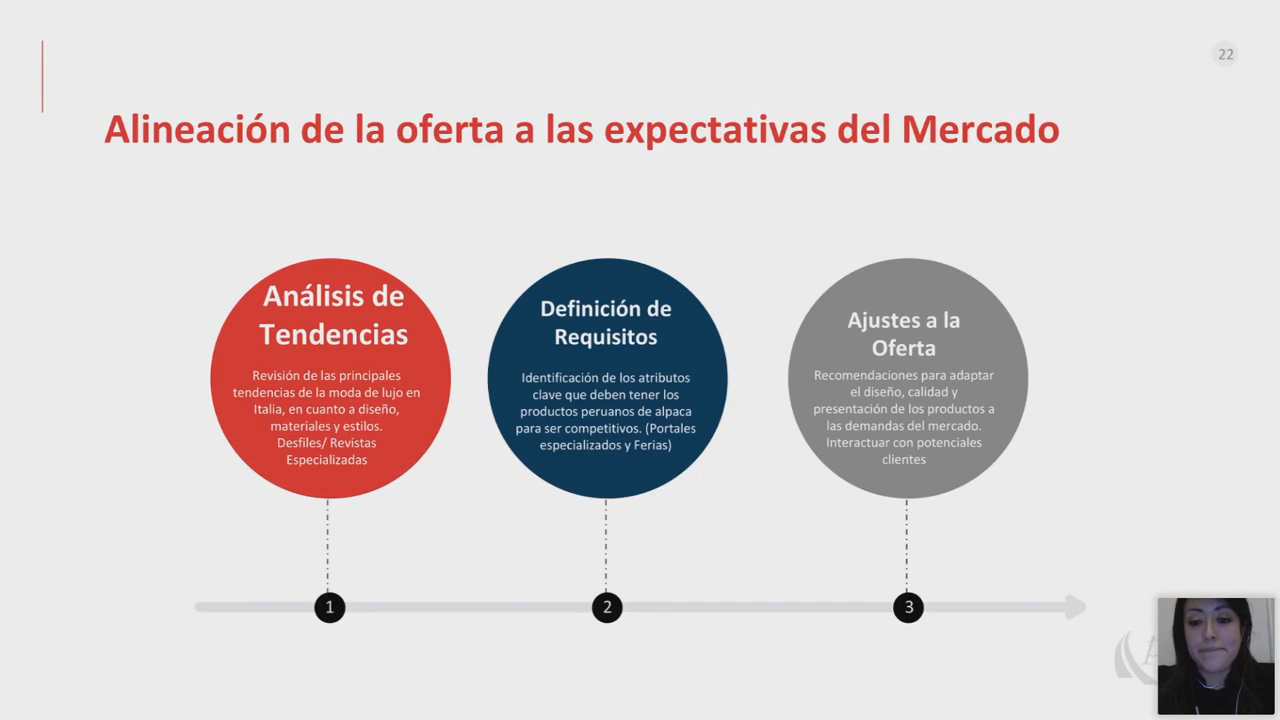 22
Alineación de la oferta a las expectativas del Mercado
Análisis de
Tendencias
Revisión de las principales
tendencias de la moda de lujo en
Italia, en cuanto a diseño,
materiales y estilos.
Desfiles/ Revistas
Especializadas
Definición de
Requisitos
Identificación de los atributos
clave que deben tener los
productos peruanos de alpaca
para ser competitivos. (Portales
especializados y Ferias)
Ajustes a la
Oferta
Recomendaciones para adaptar
el diseño, calidad y
presentación de los productos a
las demandas del mercado.
Interactuar con potenciales
clientes
1
2
3